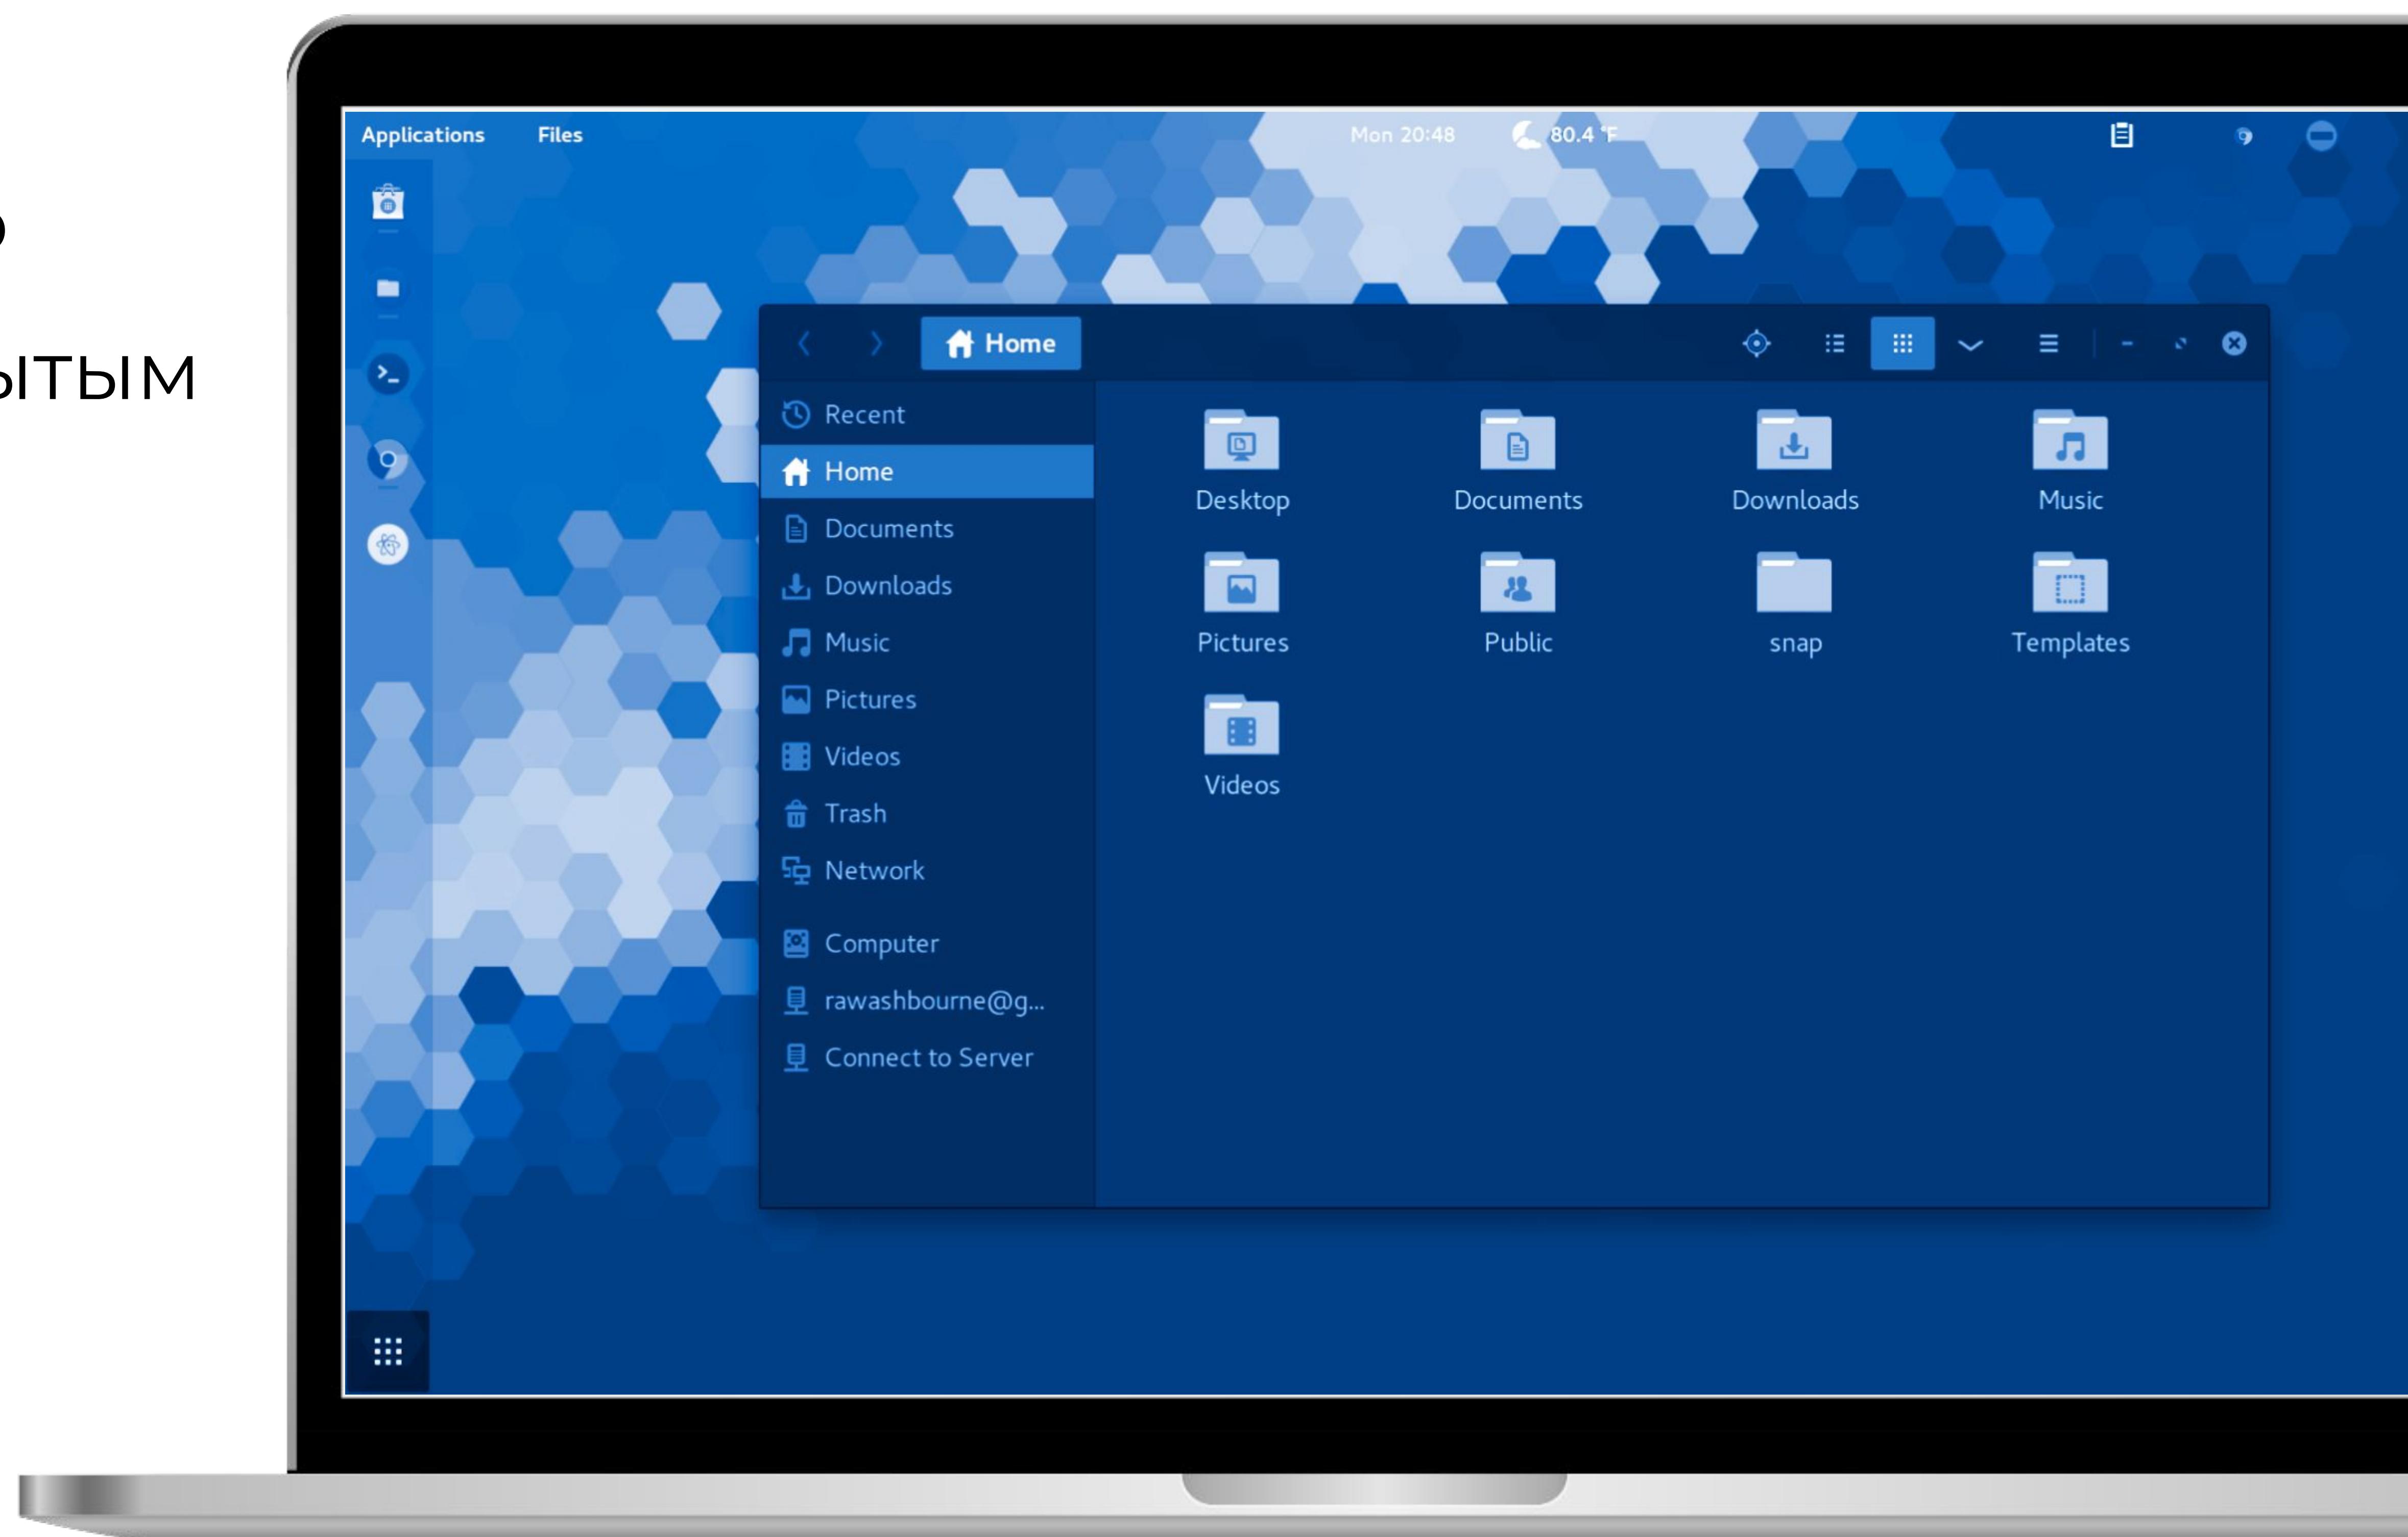 ытым
Applications Files Mon 20:48 80.4 °F
Home
Recent
Home
Documents
Downloads
Music
Pictures
Videos
Trash
Network
Computer
rawashbourne@g...
Connect to Server
Desktop Documents Downloads Music
Pictures Public snap Templates
Videos